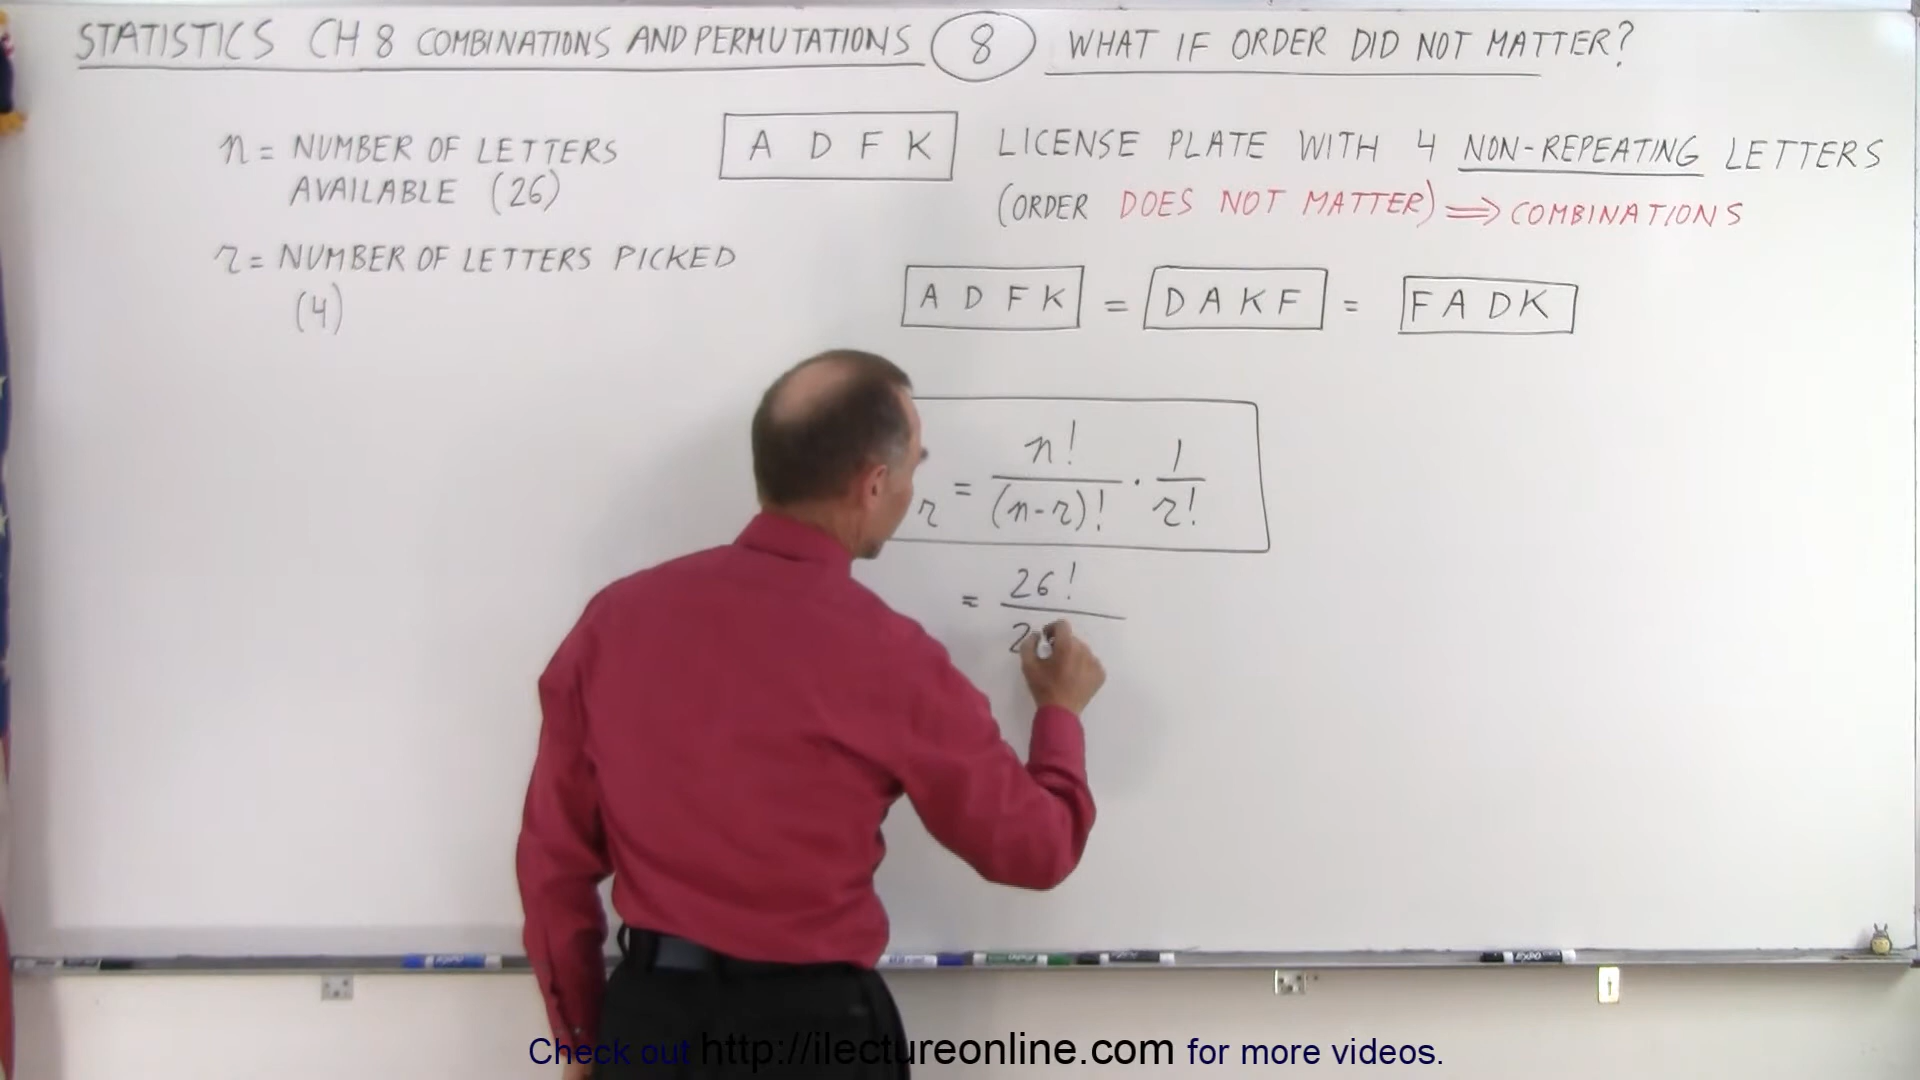 STATISTICS CH 8 COMBINATIONS AND PERMUTATIONS 8 WHAT IF ORDER DID NOT MATTER?
n = NUMBER OF LETTERS AVAILABLE (26)
r = NUMBER OF LETTERS PICKED (4)
A D F K
LICENSE PLATE WITH 4 NON-REPEATING LETTERS
(ORDER DOES NOT MATTER) ⇒ COMBINATIONS
A D F K = D A K F = F A D K
r = n! / (n-r)! · 1 / r!
= 26! / 2
EXPO
Check out http://ilectureonline.com for more videos.